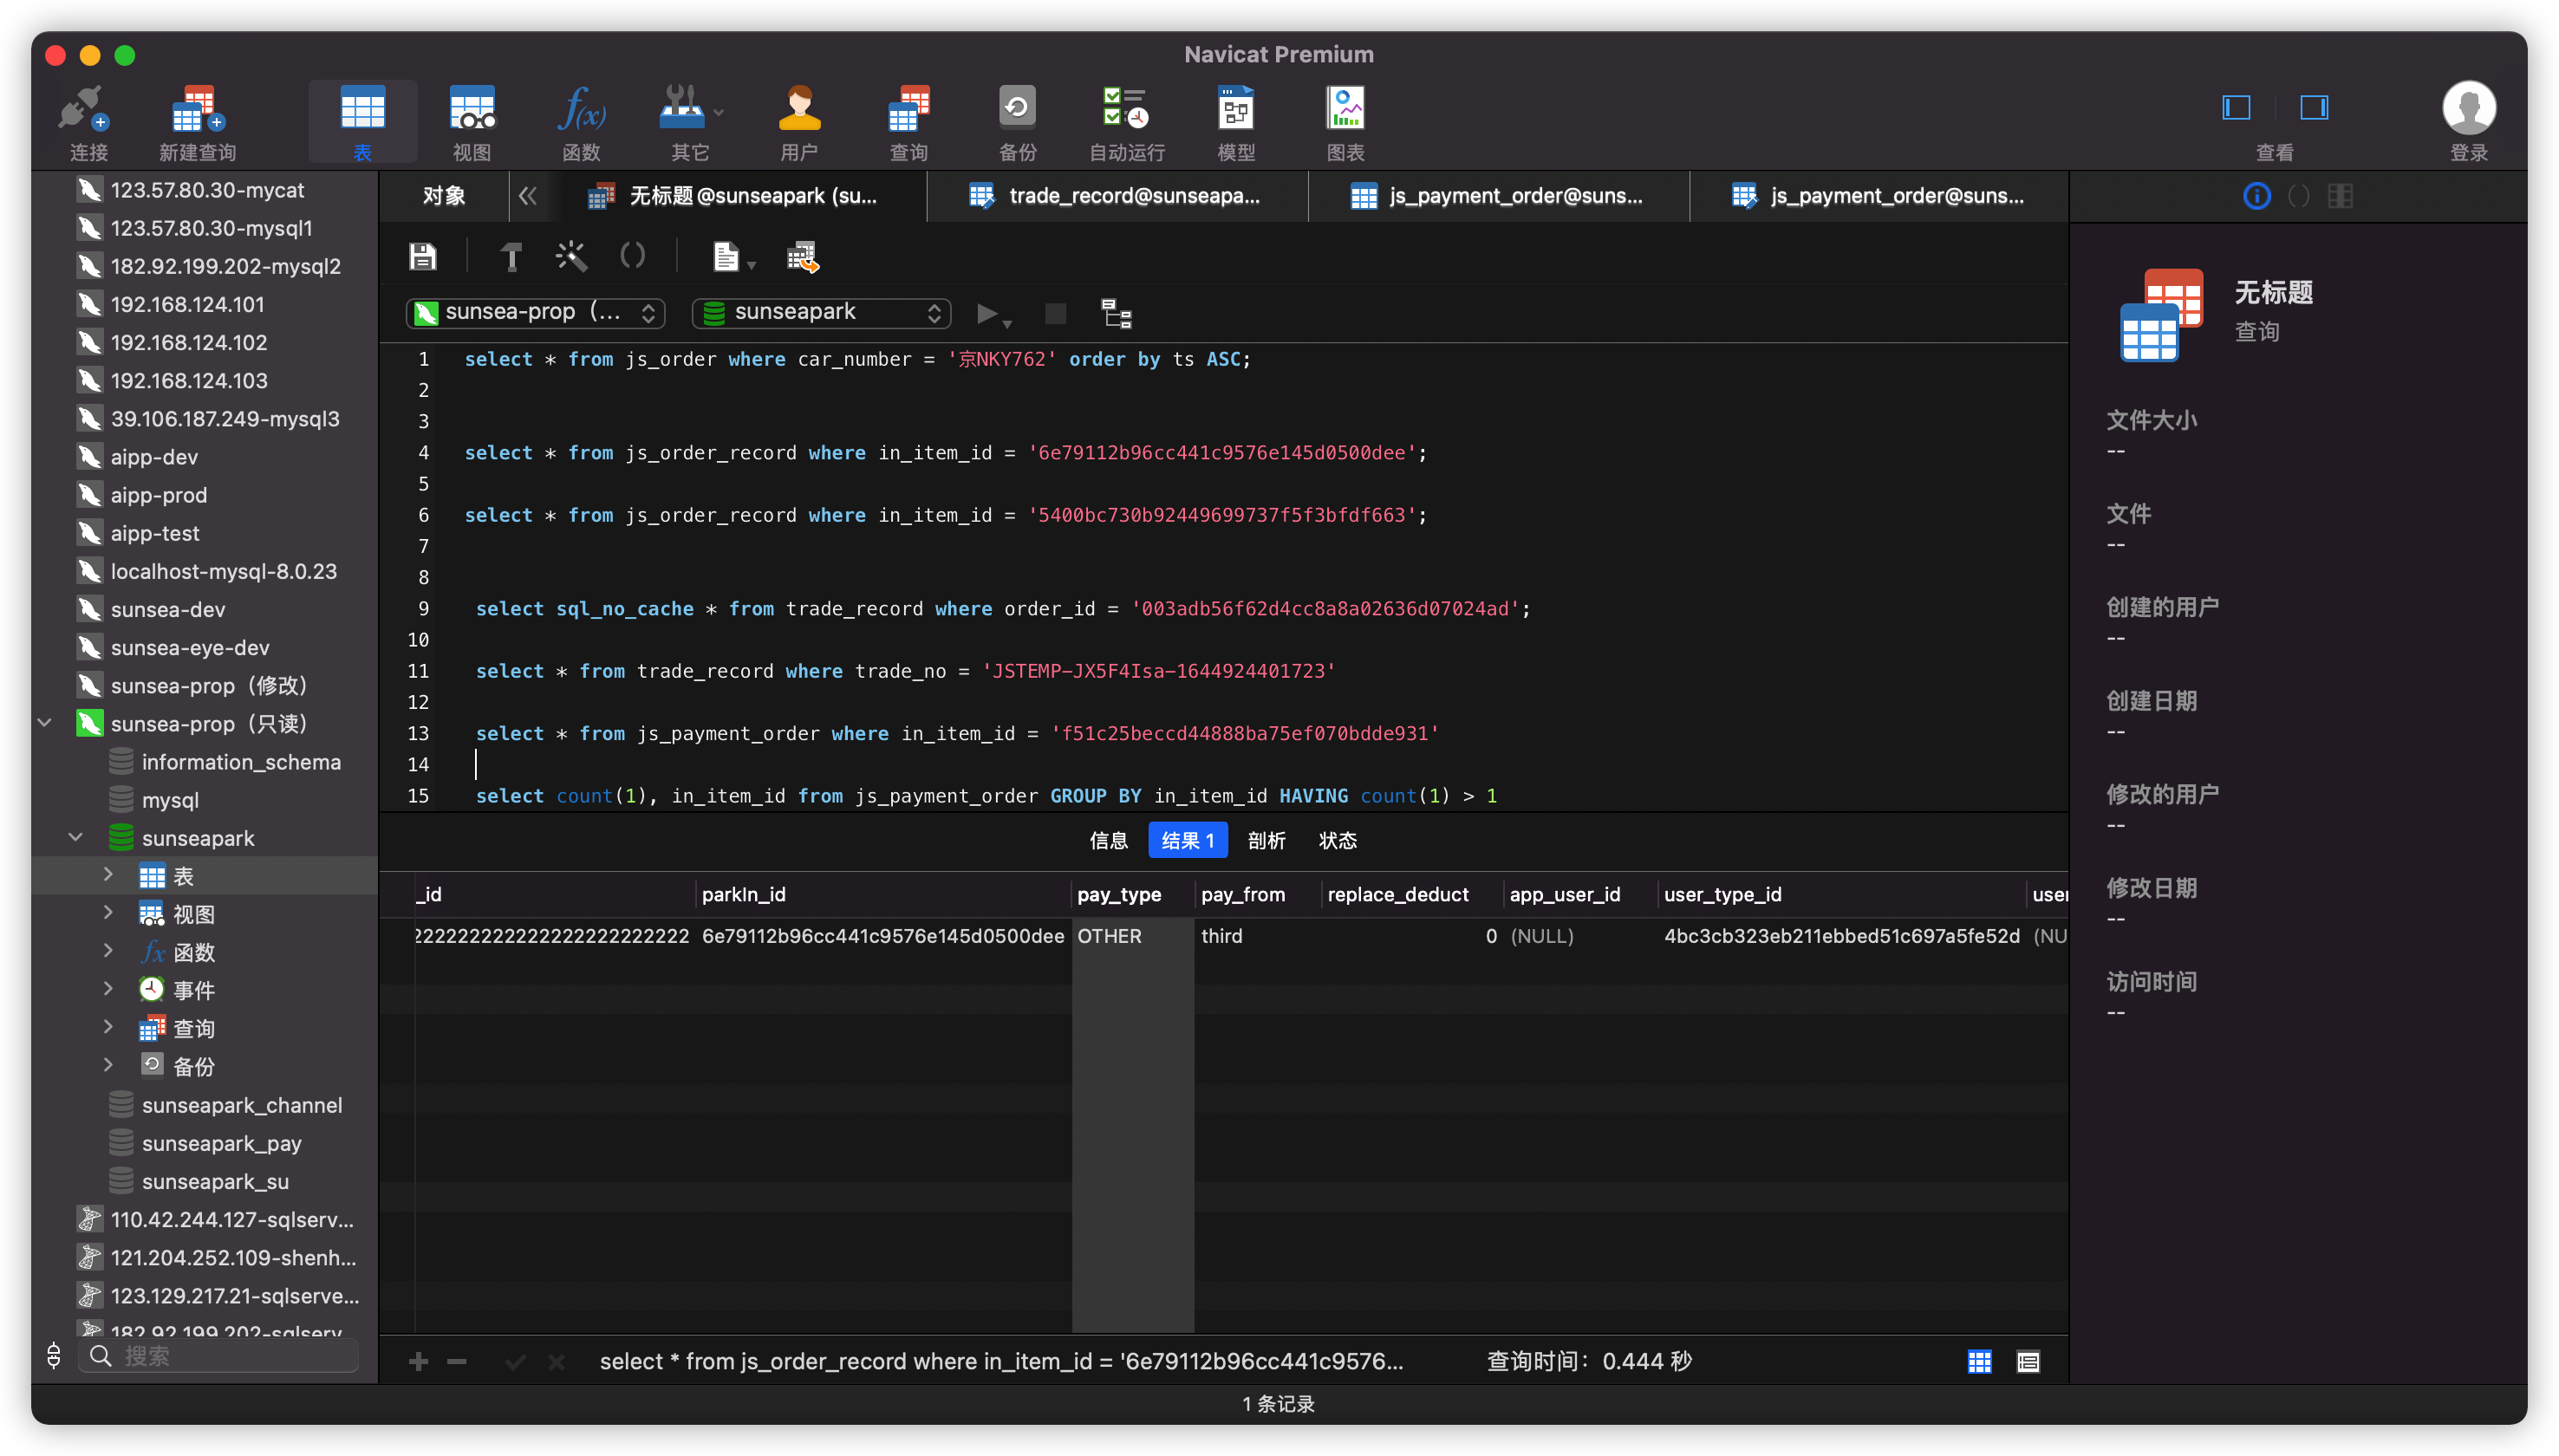 Navicat Premium
连接
新建查询
表
视图
函数
其它
用户
查询
备份
自动运行
模型
图表
查看
登录
123.57.80.30-mycat
123.57.80.30-mysql1
182.92.199.202-mysql2
192.168.124.101
192.168.124.102
192.168.124.103
39.106.187.249-mysql3
aipp-dev
aipp-prod
aipp-test
localhost-mysql-8.0.23
sunsea-dev
sunsea-eye-dev
sunsea-prop（修改）
sunsea-prop（只读）
information_schema
mysql
sunseapark
表
视图
函数
事件
查询
备份
sunseapark_channel
sunseapark_pay
sunseapark_su
110.42.244.127-sqlserv...
121.204.252.109-shenh...
123.129.217.21-sqlserve...
182.92.199.202-sqlserv
搜索
对象
无标题 @sunseapark (su...
trade_record@sunseapa...
js_payment_order@suns...
js_payment_order@suns...
sunsea-prop（...
sunseapark
1 select * from js_order where car_number = '京NKY762' order by ts ASC;
2
3
4 select * from js_order_record where in_item_id = '6e79112b96cc441c9576e145d0500dee';
5
6 select * from js_order_record where in_item_id = '5400bc730b92449699737f5f3bfdf663';
7
8
9 select sql_no_cache * from trade_record where order_id = '003adb56f62d4cc8a8a02636d07024ad';
10
11 select * from trade_record where trade_no = 'JSTEMP-JX5F4Isa-1644924401723'
12
13 select * from js_payment_order where in_item_id = 'f51c25beccd44888ba75ef070bdde931'
14
15 select count(1), in_item_id from js_payment_order GROUP BY in_item_id HAVING count(1) > 1
信息 结果 1 剖析 状态
_id parkIn_id pay_type pay_from replace_deduct app_user_id user_type_id user
222222222222222222222222 6e79112b96cc441c9576e145d0500dee OTHER third 0 (NULL) 4bc3cb323eb211ebbed51c697a5fe52d (NU
select * from js_order_record where in_item_id = '6e79112b96cc441c9576...
查询时间：0.444 秒
1 条记录
无标题
查询
文件大小
--
文件
--
创建的用户
--
创建日期
--
修改的用户
--
修改日期
--
访问时间
--